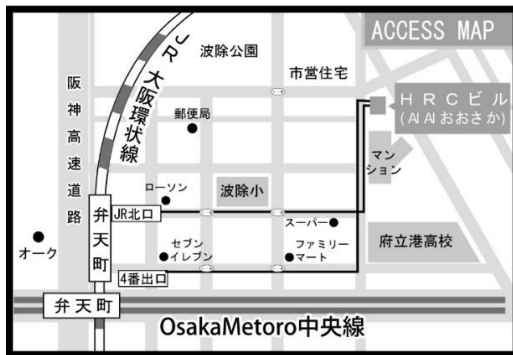 ACCESS MAP
波除公園
市営住宅
HRCビル
(AIAIおおさか)
JR大阪環状線
阪神高速道路
郵便局
マン
ション
ローソン
波除小
弁天町
JR北口
スーパー
オーク
セブン
イレブン
ファミリー
マート
府立港高校
4番出口
弁天町
OsakaMetoro中央線